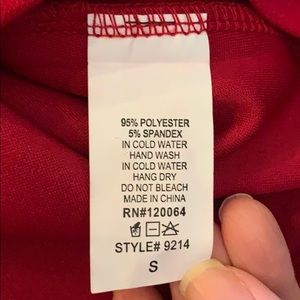 95% POLYESTER
5% SPANDEX
IN COLD WATER
HAND WASH
IN COLD WATER
HANG DRY
DO NOT BLEACH
MADE IN CHINA
RN#120064
STYLE# 9214
S